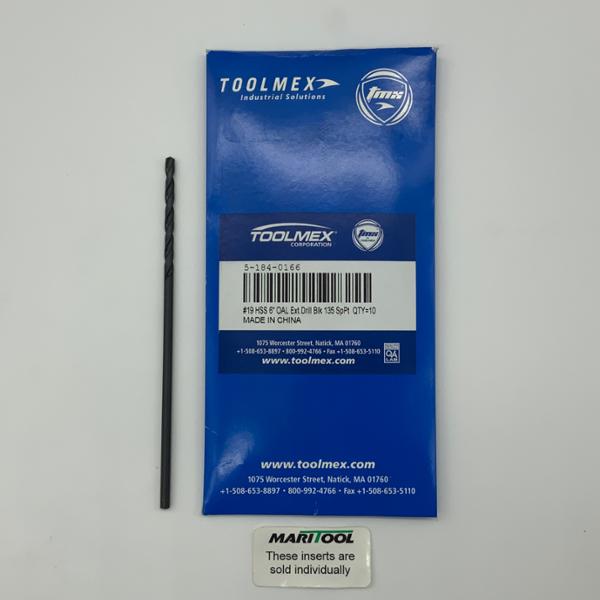 TOOLMEX
Industrial Solutions
tmx
TOOLMEX
CORPORATION
tmx
5-184-0166
#19 HSS 6" OAL Ext.Drill Blk 135 SpPt QTY=10
MADE IN CHINA
1075 Worcester Street, Natick, MA 01760
+1-508-653-8897 • 800-992-4766 • Fax +1-508-653-5110
www.toolmex.com
QA
LAB
www.toolmex.com
1075 Worcester Street, Natick, MA 01760
+1-508-653-8897 • 800-992-4766 • Fax +1-508-653-5110
MARITOOL
These inserts are
sold individually